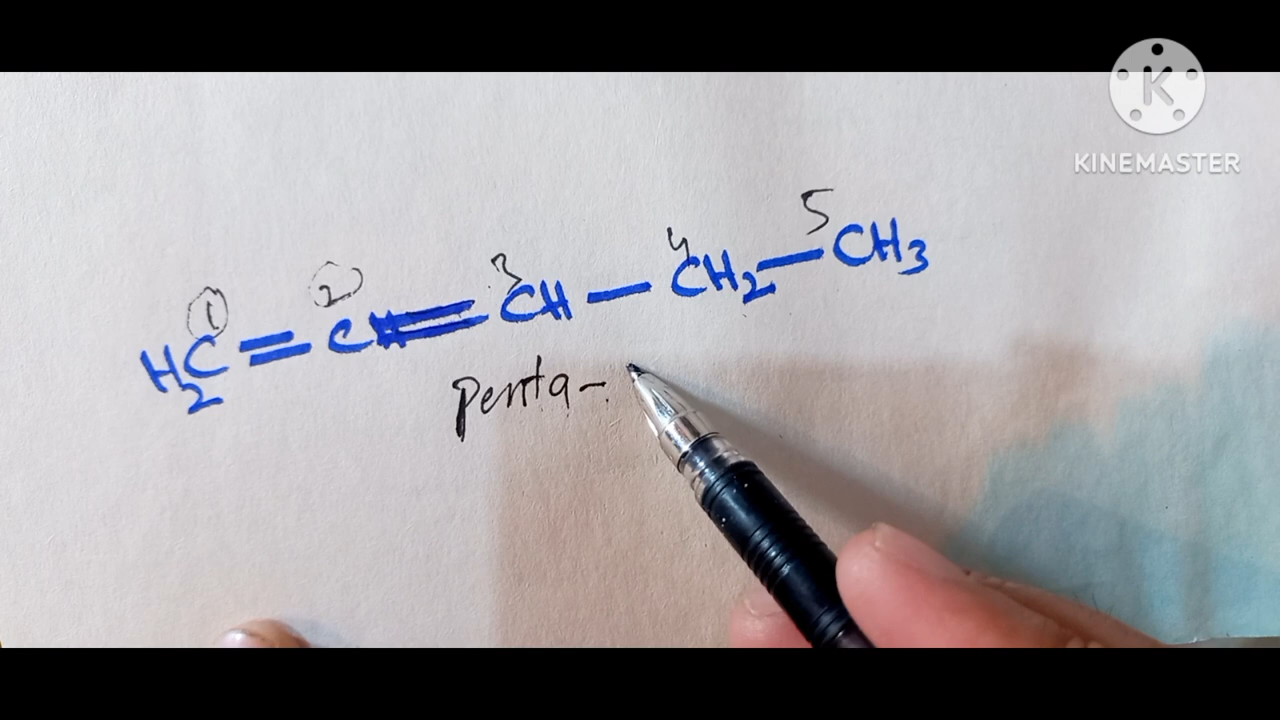 K
KINEMASTER
1 2 3 4 5
H₂C = C = CH – CH₂ – CH₃
Penta-